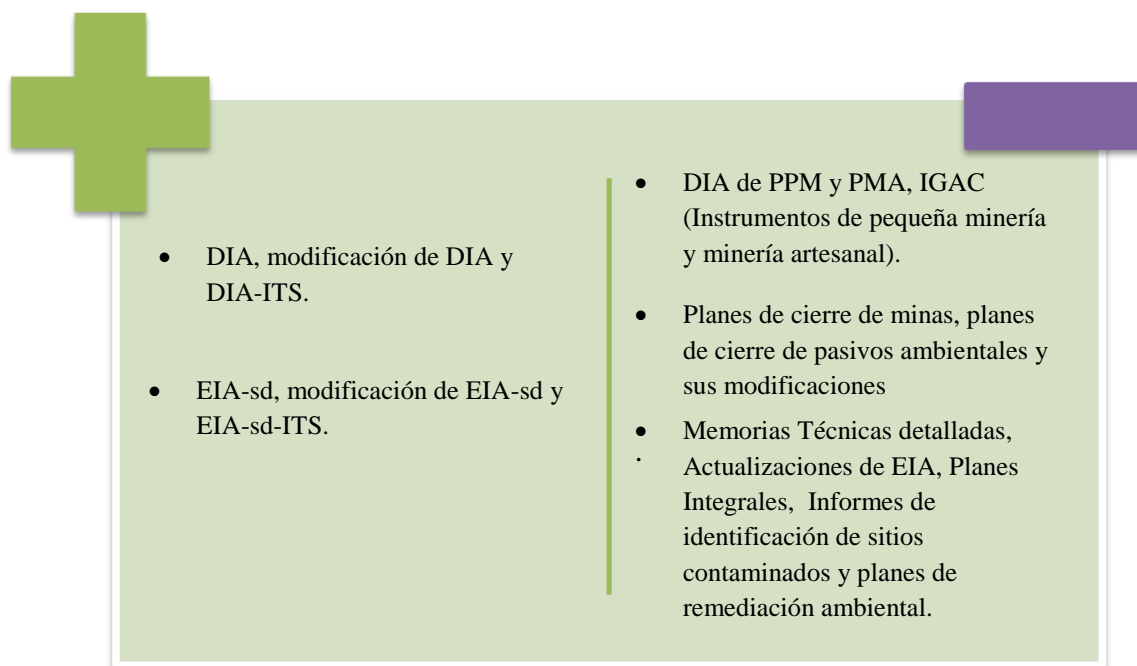 • DIA, modificación de DIA y
DIA-ITS.
• EIA-sd, modificación de EIA-sd y
EIA-sd-ITS.
• DIA de PPM y PMA, IGAC
(Instrumentos de pequeña minería
y minería artesanal).
• Planes de cierre de minas, planes
de cierre de pasivos ambientales y
sus modificaciones
• Memorias Técnicas detalladas,
. Actualizaciones de EIA, Planes
Integrales, Informes de
identificación de sitios
contaminados y planes de
remediación ambiental.